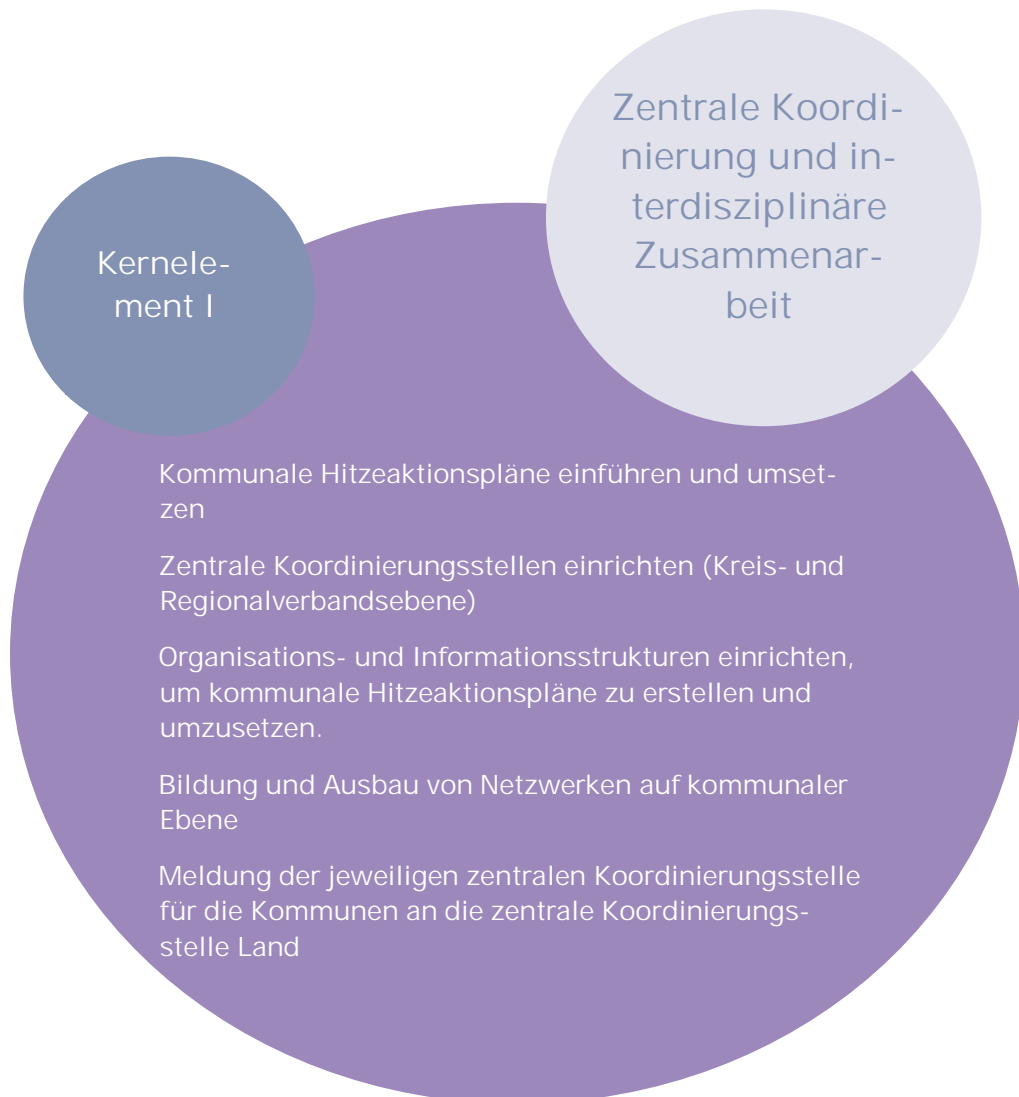 Kernele-
ment I
Zentrale Koordi-
nierung und in-
terdisziplinäre
Zusammenar-
beit
Kommunale Hitzeaktionspläne einführen und umset-
zen
Zentrale Koordinierungsstellen einrichten (Kreis- und
Regionalverbandsebene)
Organisations- und Informationsstrukturen einrichten,
um kommunale Hitzeaktionspläne zu erstellen und
umzusetzen.
Bildung und Ausbau von Netzwerken auf kommunaler
Ebene
Meldung der jeweiligen zentralen Koordinierungsstelle
für die Kommunen an die zentrale Koordinierungs-
stelle Land